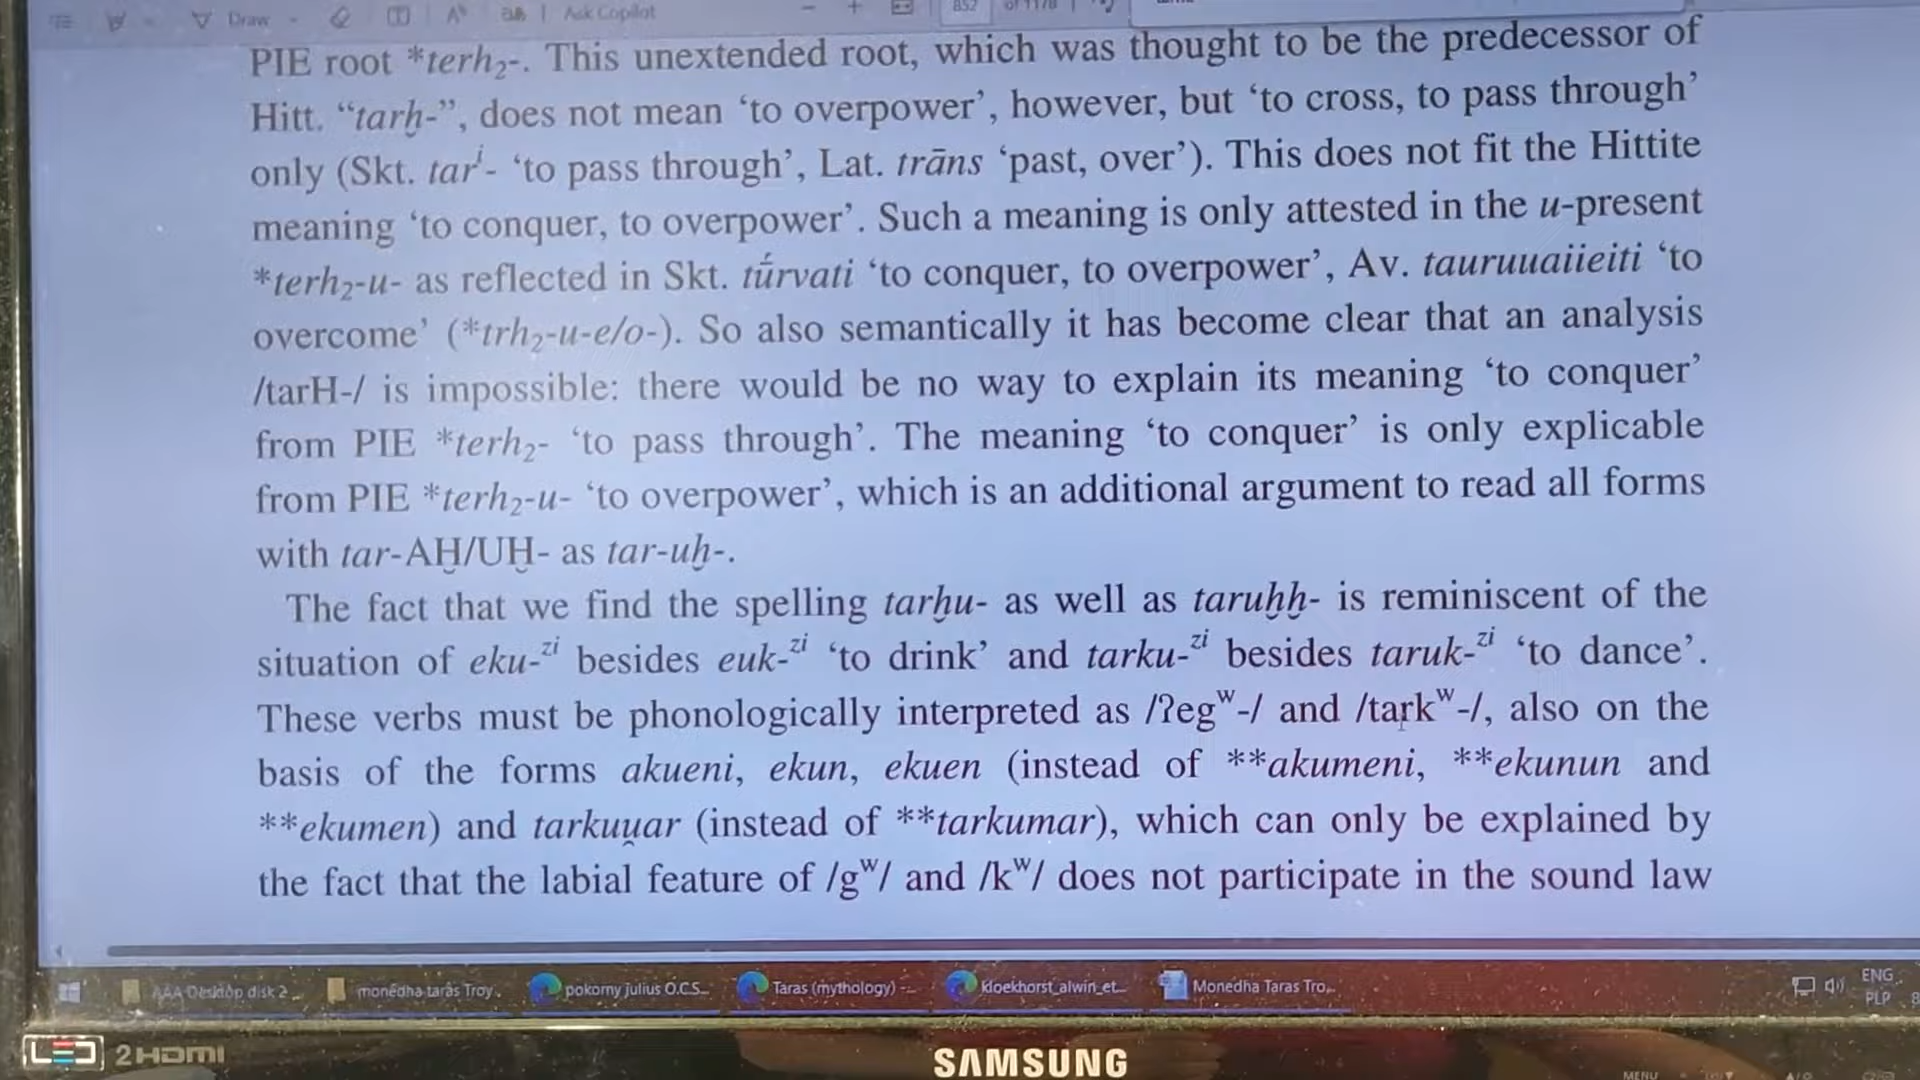 Draw
Ask Copilot
852 of 1178
PIE root *terh₂-. This unextended root, which was thought to be the predecessor of
Hitt. “tarḫ-”, does not mean ‘to overpower’, however, but ‘to cross, to pass through’
only (Skt. tarⁱ- ‘to pass through’, Lat. trāns ‘past, over’). This does not fit the Hittite
meaning ‘to conquer, to overpower’. Such a meaning is only attested in the u-present
*terh₂-u- as reflected in Skt. tū́rvati ‘to conquer, to overpower’, Av. tauruuaiieiti ‘to
overcome’ (*trh₂-u-e/o-). So also semantically it has become clear that an analysis
/tarH-/ is impossible: there would be no way to explain its meaning ‘to conquer’
from PIE *terh₂- ‘to pass through’. The meaning ‘to conquer’ is only explicable
from PIE *terh₂-u- ‘to overpower’, which is an additional argument to read all forms
with tar-AḪ/UḪ- as tar-uḫ-.
The fact that we find the spelling tarḫu- as well as taruḫḫ- is reminiscent of the
situation of eku-ᶻⁱ besides euk-ᶻⁱ ‘to drink’ and tarku-ᶻⁱ besides taruk-ᶻⁱ ‘to dance’.
These verbs must be phonologically interpreted as /ʔegʷ-/ and /tarkʷ-/, also on the
basis of the forms akueni, ekun, ekuen (instead of **akumeni, **ekunun and
**ekumen) and tarkuu̯ar (instead of **tarkumar), which can only be explained by
the fact that the labial feature of /gʷ/ and /kʷ/ does not participate in the sound law
AAA Desktop disk 2...
monedha taras Troy
pokorny julius O.C.S...
Taras (mythology) -...
kloekhorst_alwin_et...
Monedha Taras Tro...
ENG
PLP
LED 2HDMI
SAMSUNG
MENU